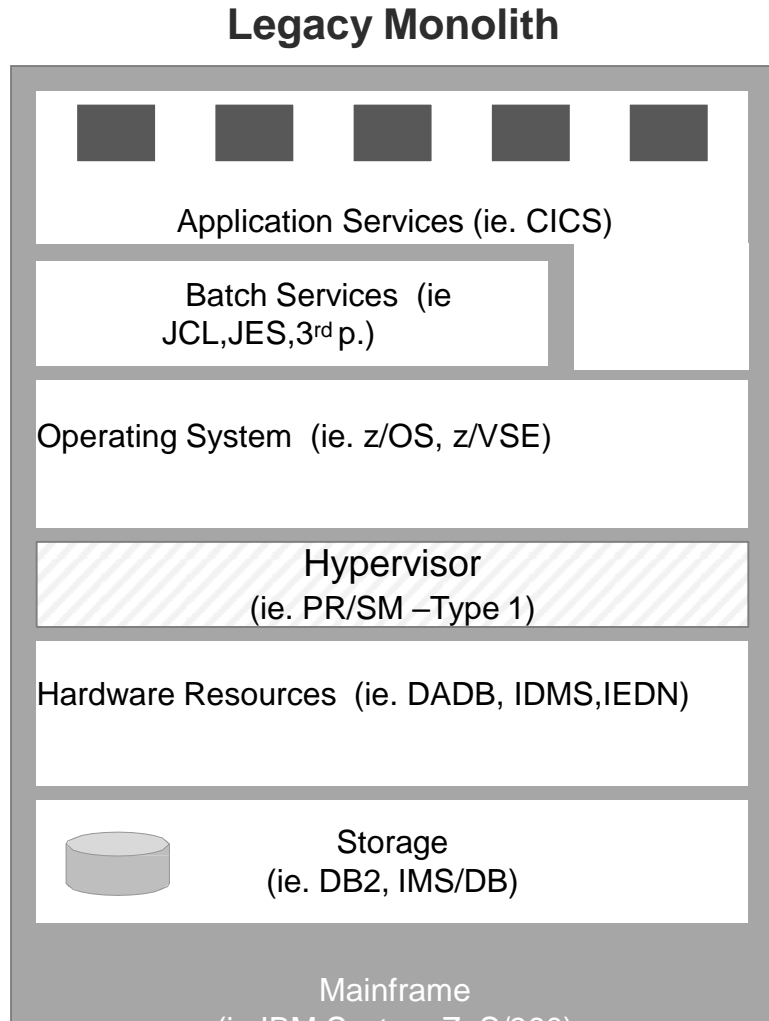 Legacy Monolith
Application Services (ie. CICS)
Batch Services (ie
JCL,JES,3rd p.)
Operating System (ie. z/OS, z/VSE)
Hypervisor
(ie. PR/SM –Type 1)
Hardware Resources (ie. DADB, IDMS,IEDN)
Storage
(ie. DB2, IMS/DB)
Mainframe